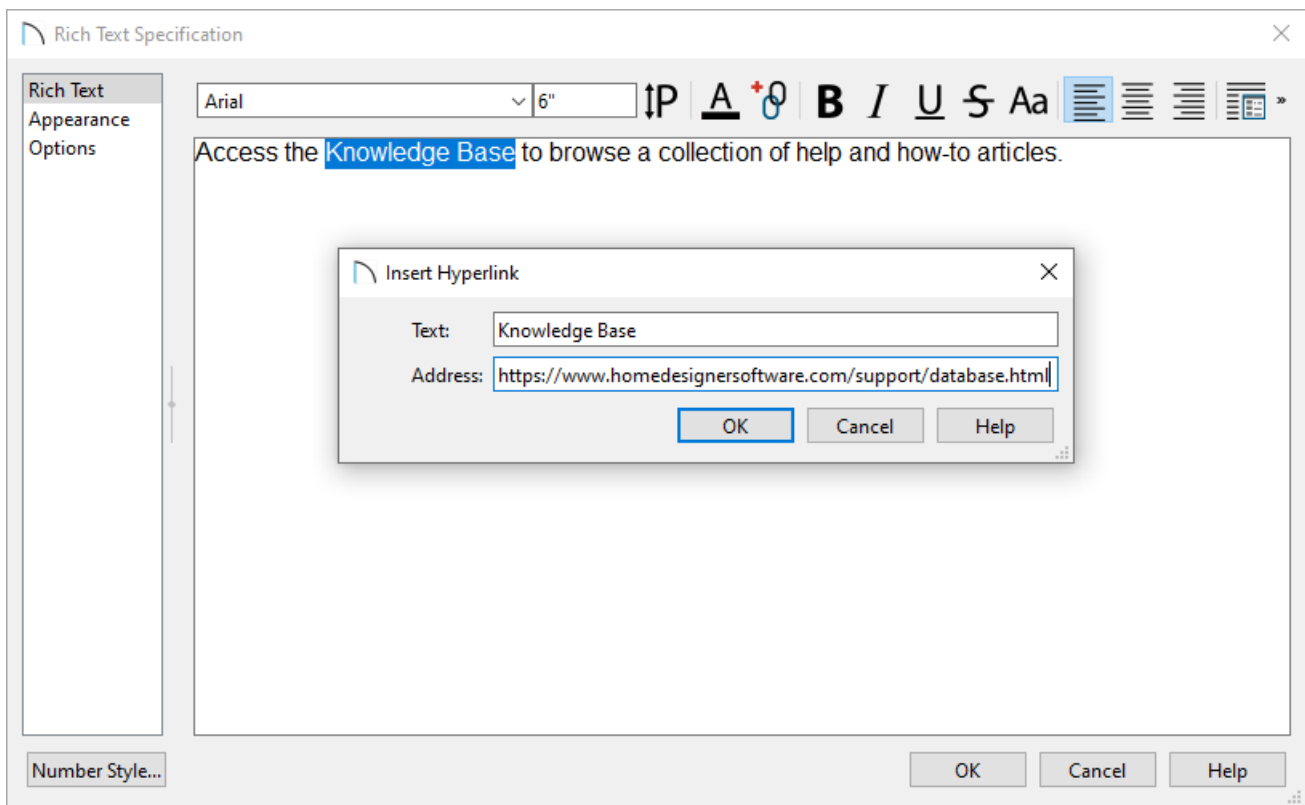 Rich Text Specification
Rich Text
Appearance
Options
Arial 6" P A B I U S Aa »
Access the Knowledge Base to browse a collection of help and how-to articles.
Insert Hyperlink
Text: Knowledge Base
Address: https://www.homedesignersoftware.com/support/database.html
OK Cancel Help
Number Style... OK Cancel Help